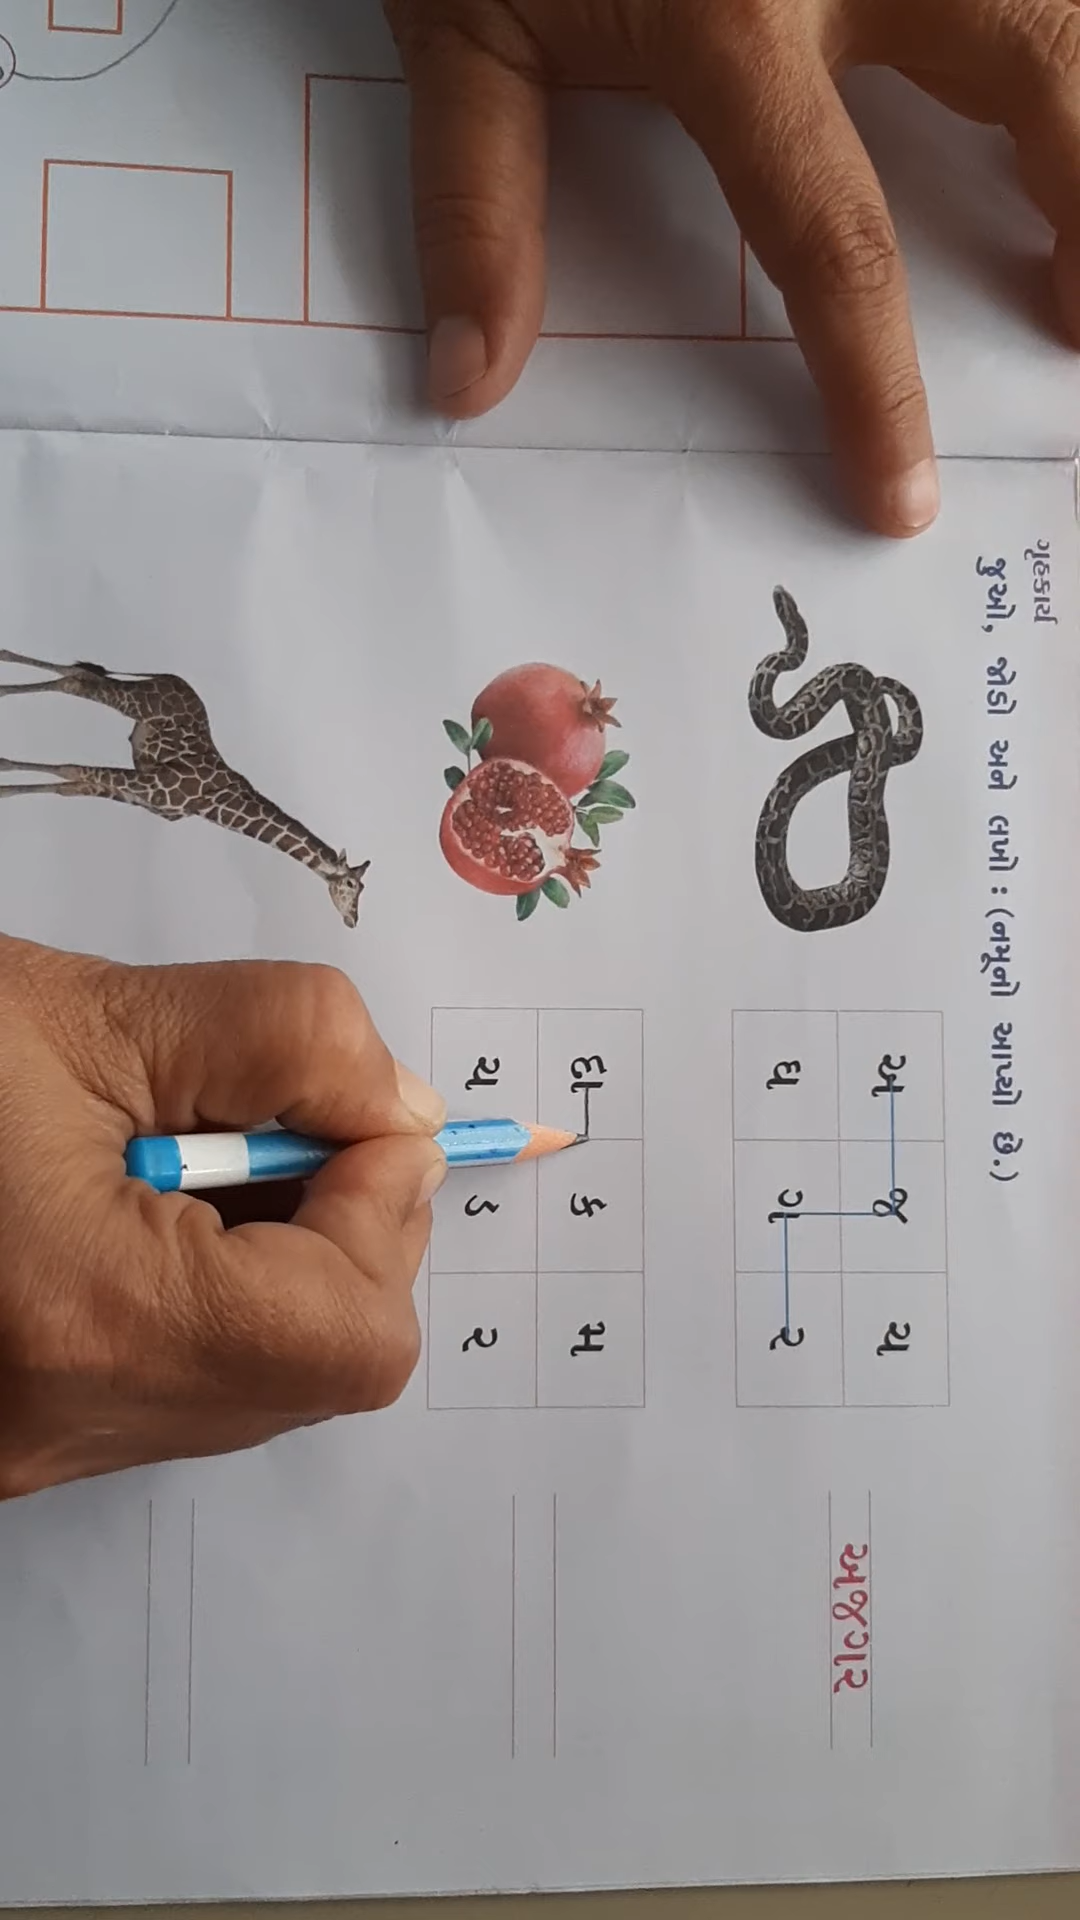 ગૃહકાર્ય
જુઓ, જોડો અને લખો : (નમૂનો આપ્યો છે.)
અ જ ય
ઘ ગ ર
અજગર
દા ક મ
ય ડ ર